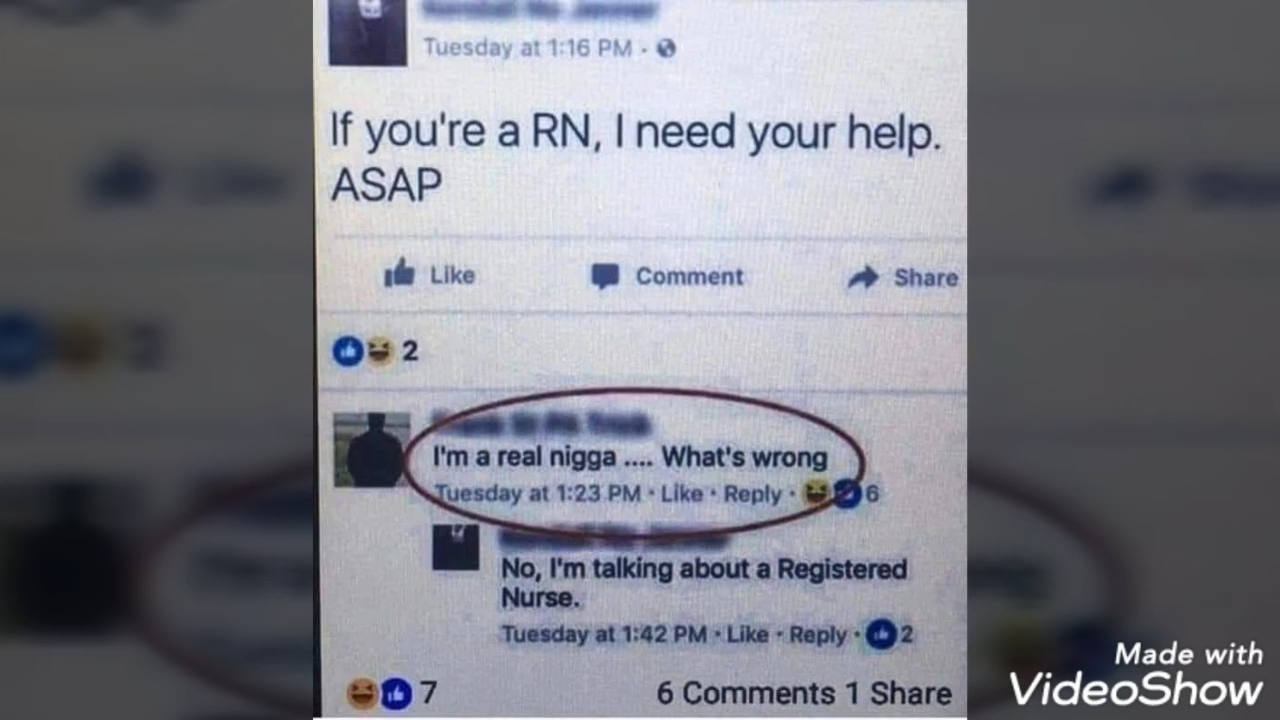 Tuesday at 1:16 PM
If you're a RN, I need your help.
ASAP
Like Comment Share
2
I'm a real nigga .... What's wrong
Tuesday at 1:23 PM · Like · Reply · 6
No, I'm talking about a Registered
Nurse.
Tuesday at 1:42 PM · Like · Reply · 2
7 6 Comments 1 Share
Made with
VideoShow